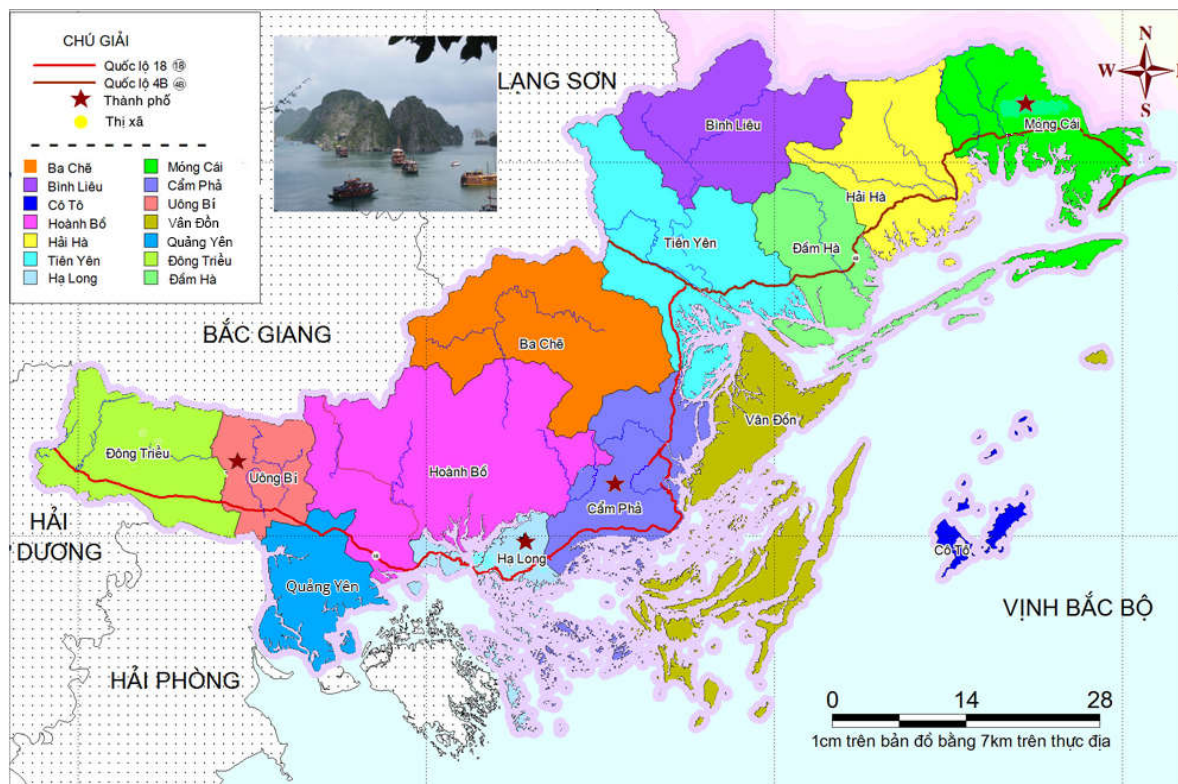 CHÚ GIẢI
Quốc lộ 18 18
Quốc lộ 4B 4B
Thành phố
Thị xã
Ba Chẽ
Bình Liêu
Cô Tô
Hoành Bồ
Hải Hà
Tiên Yên
Hạ Long
Móng Cái
Cẩm Phả
Uông Bí
Vân Đồn
Quảng Yên
Đông Triều
Đầm Hà
LẠNG SƠN
N
W
S
Bình Liêu
Móng Cái
Hải Hà
Tiên Yên
Đầm Hà
4B
BẮC GIANG
Ba Chẽ
Vân Đồn
Đông Triều
Uông Bí
Hoành Bồ
Cẩm Phả
HẢI
DƯƠNG
18
Hạ Long
Cô Tô
Quảng Yên
VỊNH BẮC BỘ
HẢI PHÒNG
0 14 28
1cm trên bản đồ bằng 7km trên thực địa